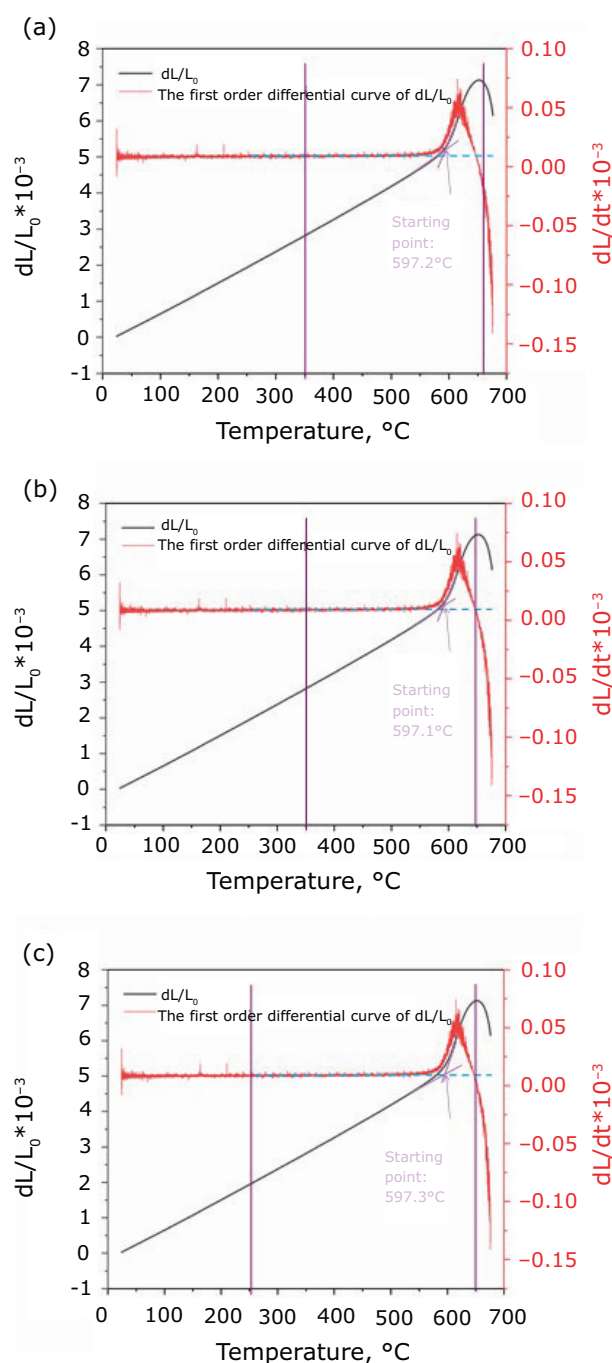 (a)
8
7
6
5
4
3
2
1
0
-1
dL/L₀*10⁻³
dL/L₀
The first order differential curve of dL/L₀
Starting
point:
597.2°C
0.10
0.05
0.00
−0.05
−0.10
−0.15
dL/dt*10⁻³
0 100 200 300 400 500 600 700
Temperature, °C
(b)
8
7
6
5
4
3
2
1
0
-1
dL/L₀*10⁻³
dL/L₀
The first order differential curve of dL/L₀
Starting
point:
597.1°C
0.10
0.05
0.00
−0.05
−0.10
−0.15
dL/dt*10⁻³
0 100 200 300 400 500 600 700
Temperature, °C
(c)
8
7
6
5
4
3
2
1
0
-1
dL/L₀*10⁻³
dL/L₀
The first order differential curve of dL/L₀
Starting
point:
597.3°C
0.10
0.05
0.00
−0.05
−0.10
−0.15
dL/dt*10⁻³
0 100 200 300 400 500 600 700
Temperature, °C